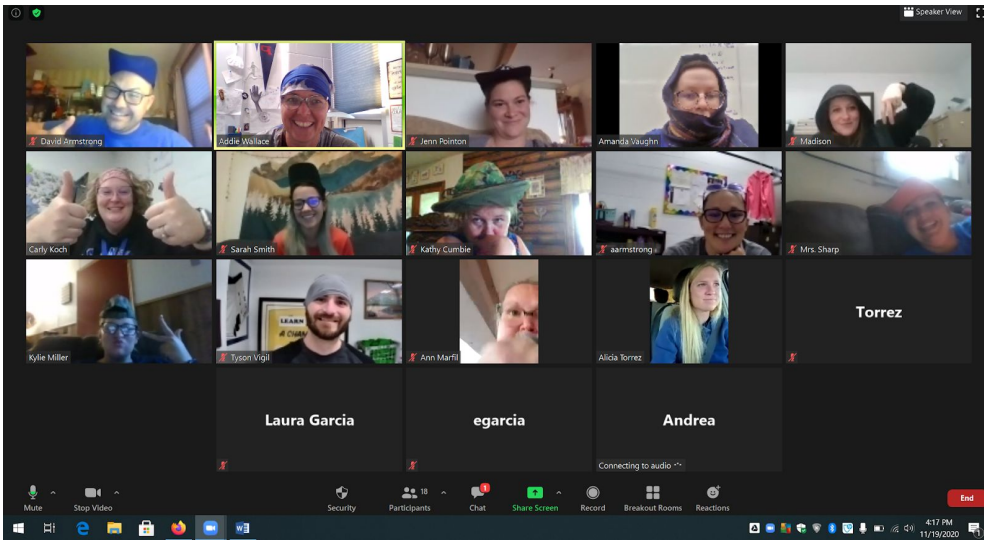 Speaker View
David Armstrong
Addie Wallace
Jenn Pointon
Amanda Vaughn
Madison
Carly Koch
Sarah Smith
Kathy Cumbie
aarmstrong
Mrs. Sharp
LEARN
Kylie Miller
Tyson Vigil
Ann Marfil
Alicia Torrez
Torrez
Laura Garcia
egarcia
Andrea
Connecting to audio
18
1
Mute
Stop Video
Security
Participants
Chat
Share Screen
Record
Breakout Rooms
Reactions
End
4:17 PM
11/19/2020